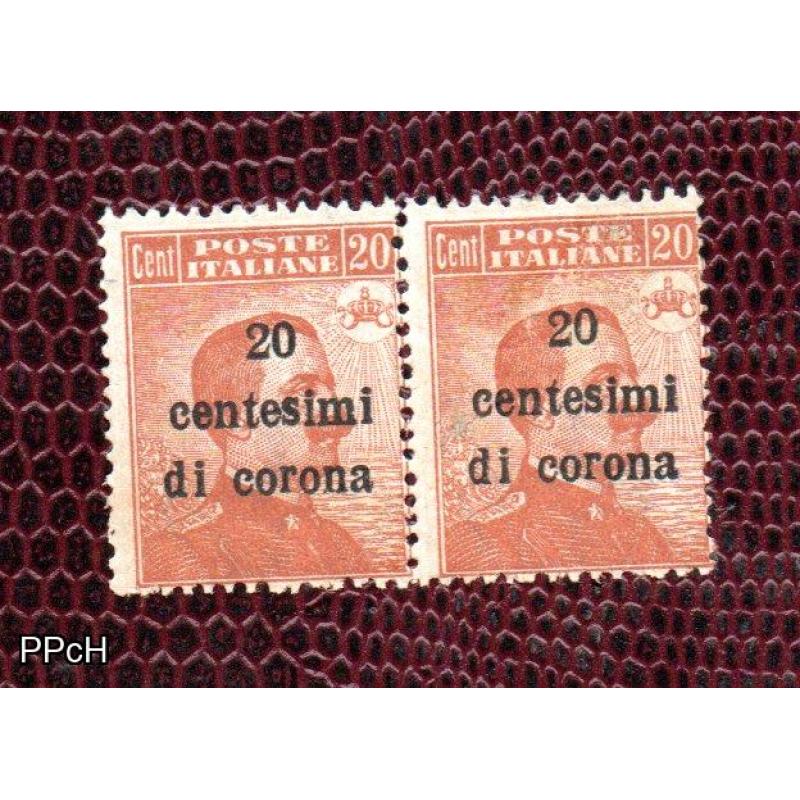 Cent POSTE ITALIANE 20
20
centesimi
di corona
Cent POSTE ITALIANE 20
20
centesimi
di corona
PPcH